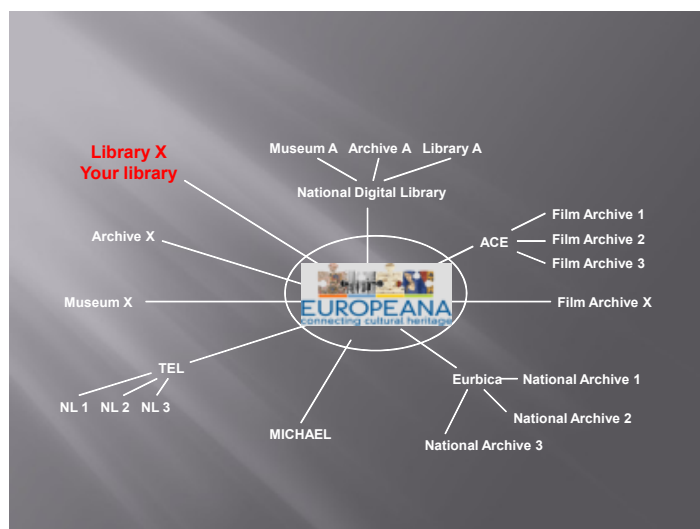 Library X
Your library
Museum A Archive A Library A
National Digital Library
Archive X
ACE
Film Archive 1
Film Archive 2
Film Archive 3
Museum X
EUROPEANA
connecting cultural heritage
Film Archive X
TEL
NL 1 NL 2 NL 3
MICHAEL
Eurbica
National Archive 1
National Archive 2
National Archive 3